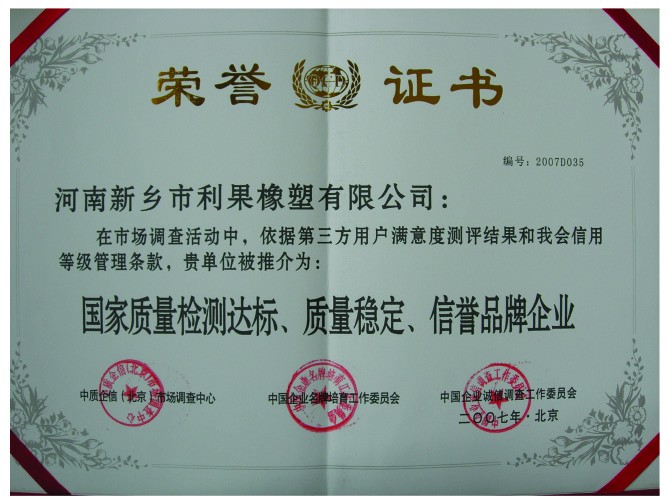 荣誉 证书
编号：2007D035
河南新乡市利果橡塑有限公司：
在市场调查活动中，依据第三方用户满意度测评结果和我会信用
等级管理条款，贵单位被推介为：
国家质量检测达标、质量稳定、信誉品牌企业
中质企信（北京）市场调查中心 中国企业名牌培育工作委员会 中国企业诚信调查工作委员会
二〇〇七年·北京